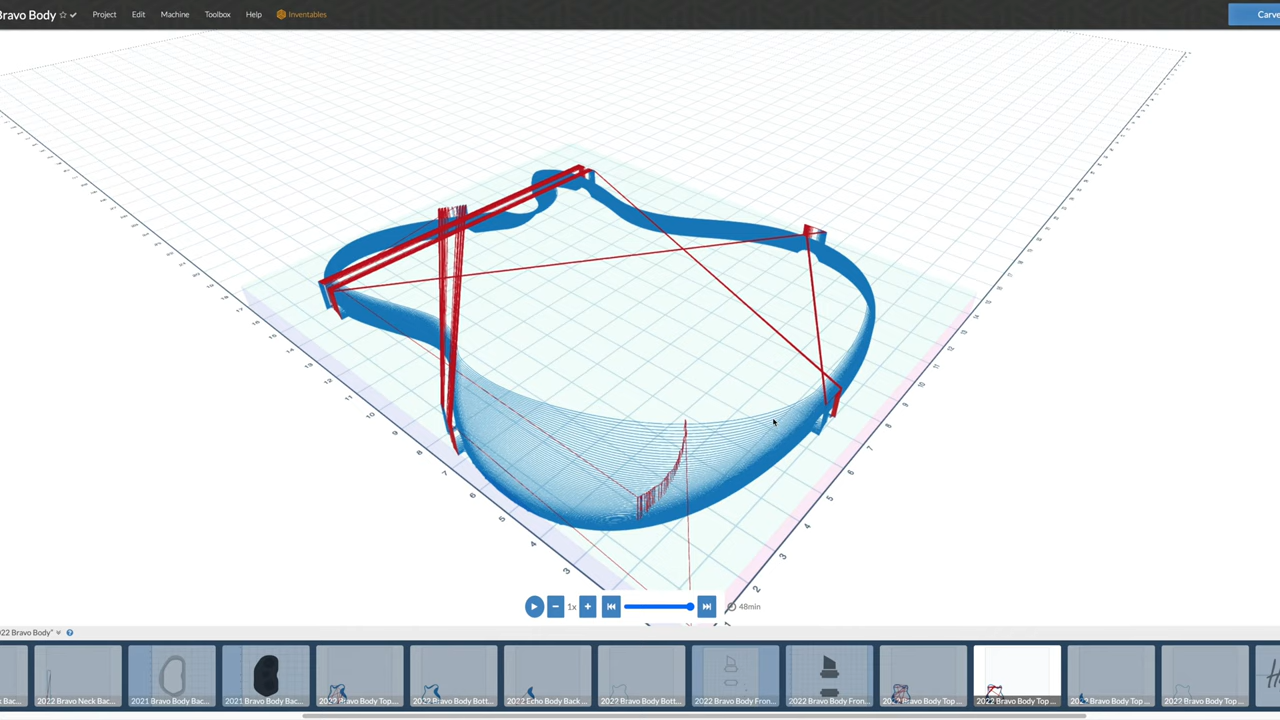 Bravo Body
Project Edit Machine Toolbox Help Inventables
Carve
1x
48min
22 Bravo Body"
2022 Bravo Neck Bac...
2021 Bravo Body Bac...
2021 Bravo Body Bac...
2022 Bravo Body Top...
2022 Bravo Body Bott...
2022 Echo Body Back ...
2022 Bravo Body Bott...
2022 Bravo Body Fron...
2022 Bravo Body Fron...
2022 Bravo Body Top ...
2022 Bravo Body Top ...
2022 Bravo Body Top ...
2022 Bravo Body Top ...